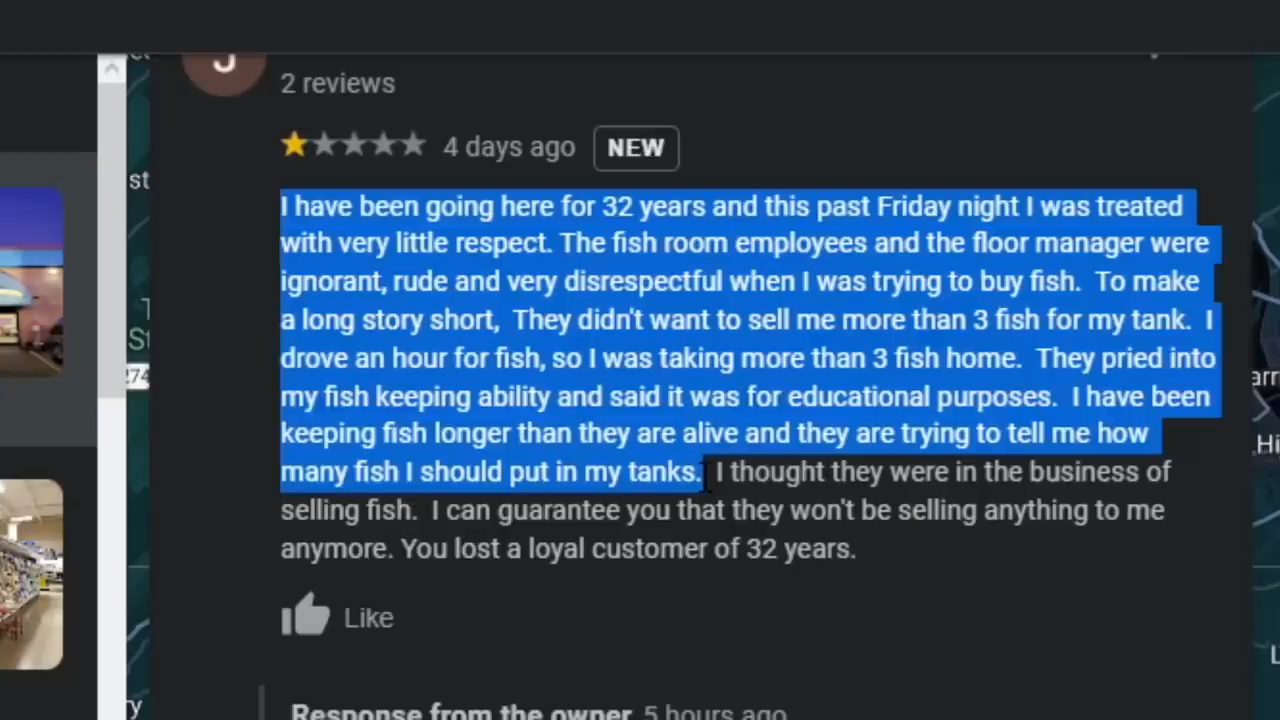 J
2 reviews
4 days ago NEW
st
I have been going here for 32 years and this past Friday night I was treated
with very little respect. The fish room employees and the floor manager were
ignorant, rude and very disrespectful when I was trying to buy fish.  To make
a long story short,  They didn't want to sell me more than 3 fish for my tank.  I
drove an hour for fish, so I was taking more than 3 fish home.  They pried into
my fish keeping ability and said it was for educational purposes.  I have been
keeping fish longer than they are alive and they are trying to tell me how
many fish I should put in my tanks.  I thought they were in the business of
selling fish.  I can guarantee you that they won't be selling anything to me
anymore. You lost a loyal customer of 32 years.
T
St
274
arr
Hi
Like
L
ry
Response from the owner 5 hours ago